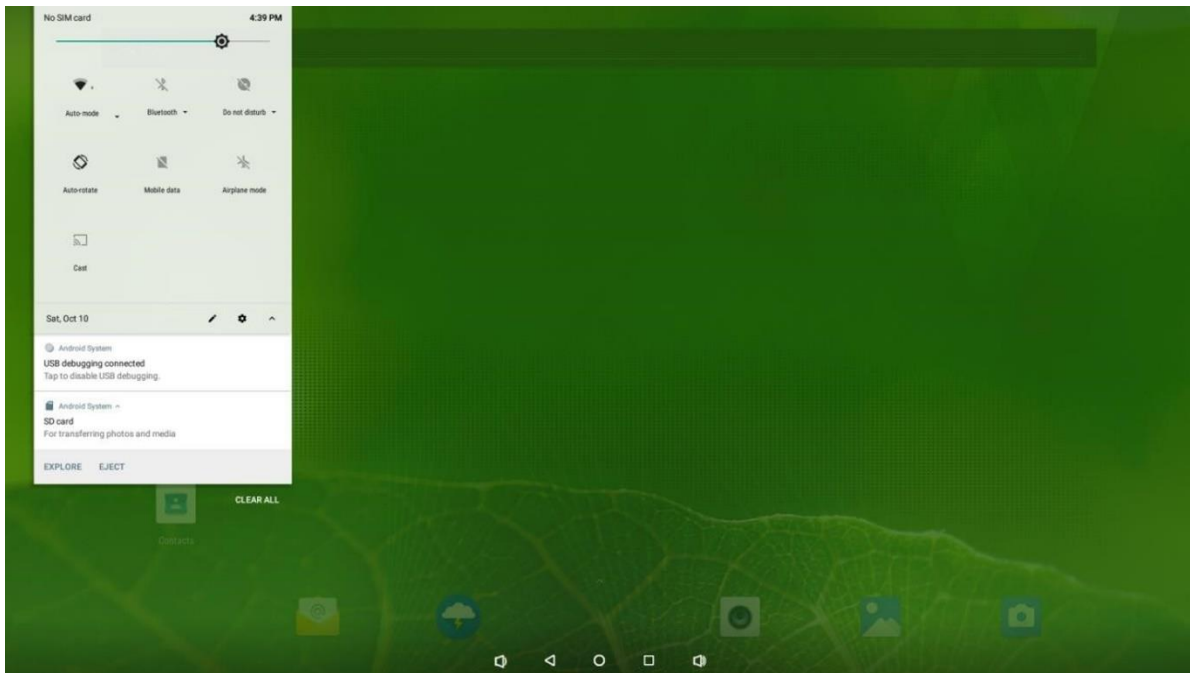 No SIM card 4:39 PM
Auto-mode Bluetooth Do not disturb
Auto-rotate Mobile data Airplane mode
Cast
Sat, Oct 10
Android System
USB debugging connected
Tap to disable USB debugging.
Android System
SD card
For transferring photos and media
EXPLORE EJECT
CLEAR ALL
Contacts